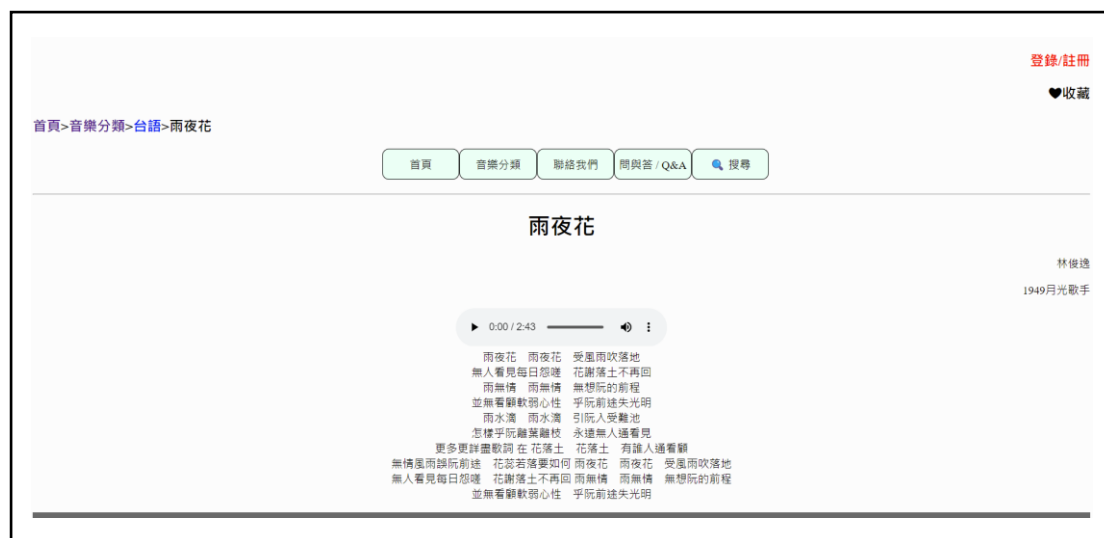 登錄/註冊
♥收藏
首頁>音樂分類>台語>雨夜花
首頁 音樂分類 聯絡我們 問與答 / Q&A 🔍 搜尋
雨夜花
林俊逸
1949月光歌手
0:00 / 2:43
雨夜花 雨夜花 受風雨吹落地
無人看見每日怨嗟 花謝落土不再回
雨無情 雨無情 無想阮的前程
並無看顧軟弱心性 乎阮前途失光明
雨水滴 雨水滴 引阮入受難池
怎樣乎阮離葉離枝 永遠無人通看見
更多更詳盡歌詞 在 花落土 花落土 有誰人通看顧
無情風雨誤阮前途 花蕊若落要如何 雨夜花 雨夜花 受風雨吹落地
無人看見每日怨嗟 花謝落土不再回 雨無情 雨無情 無想阮的前程
並無看顧軟弱心性 乎阮前途失光明